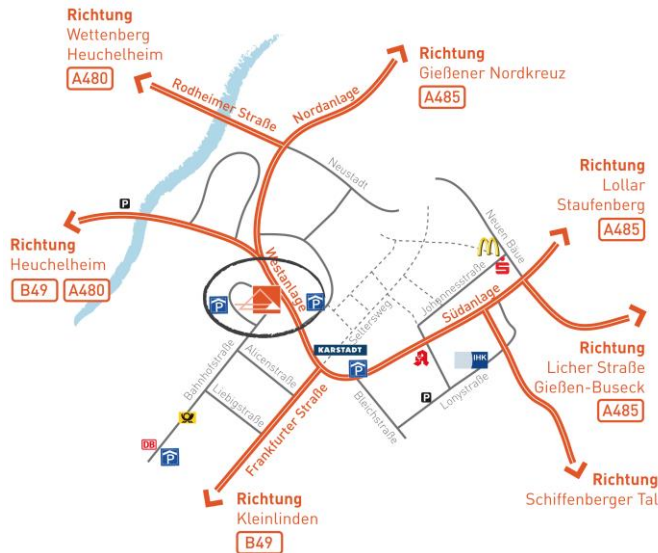 Richtung
Wettenberg
Heuchelheim
A480
Richtung
Gießener Nordkreuz
A485
Rodheimer Straße
Nordanlage
Neustadt
Richtung
Lollar
Staufenberg
A485
P
Richtung
Heuchelheim
B49 A480
Neuen Bäue
M
S
Johannesstraße
Westanlage
Südanlage
Seltersweg
P
P
KARSTADT
P
A
IHK
Richtung
Licher Straße
Gießen-Buseck
A485
Bahnhofstraße
Alicenstraße
Liebigstraße
Frankfurter Straße
Bleichstraße
P
Lonystraße
DB
P
Richtung
Kleinlinden
B49
Richtung
Schiffenberger Tal